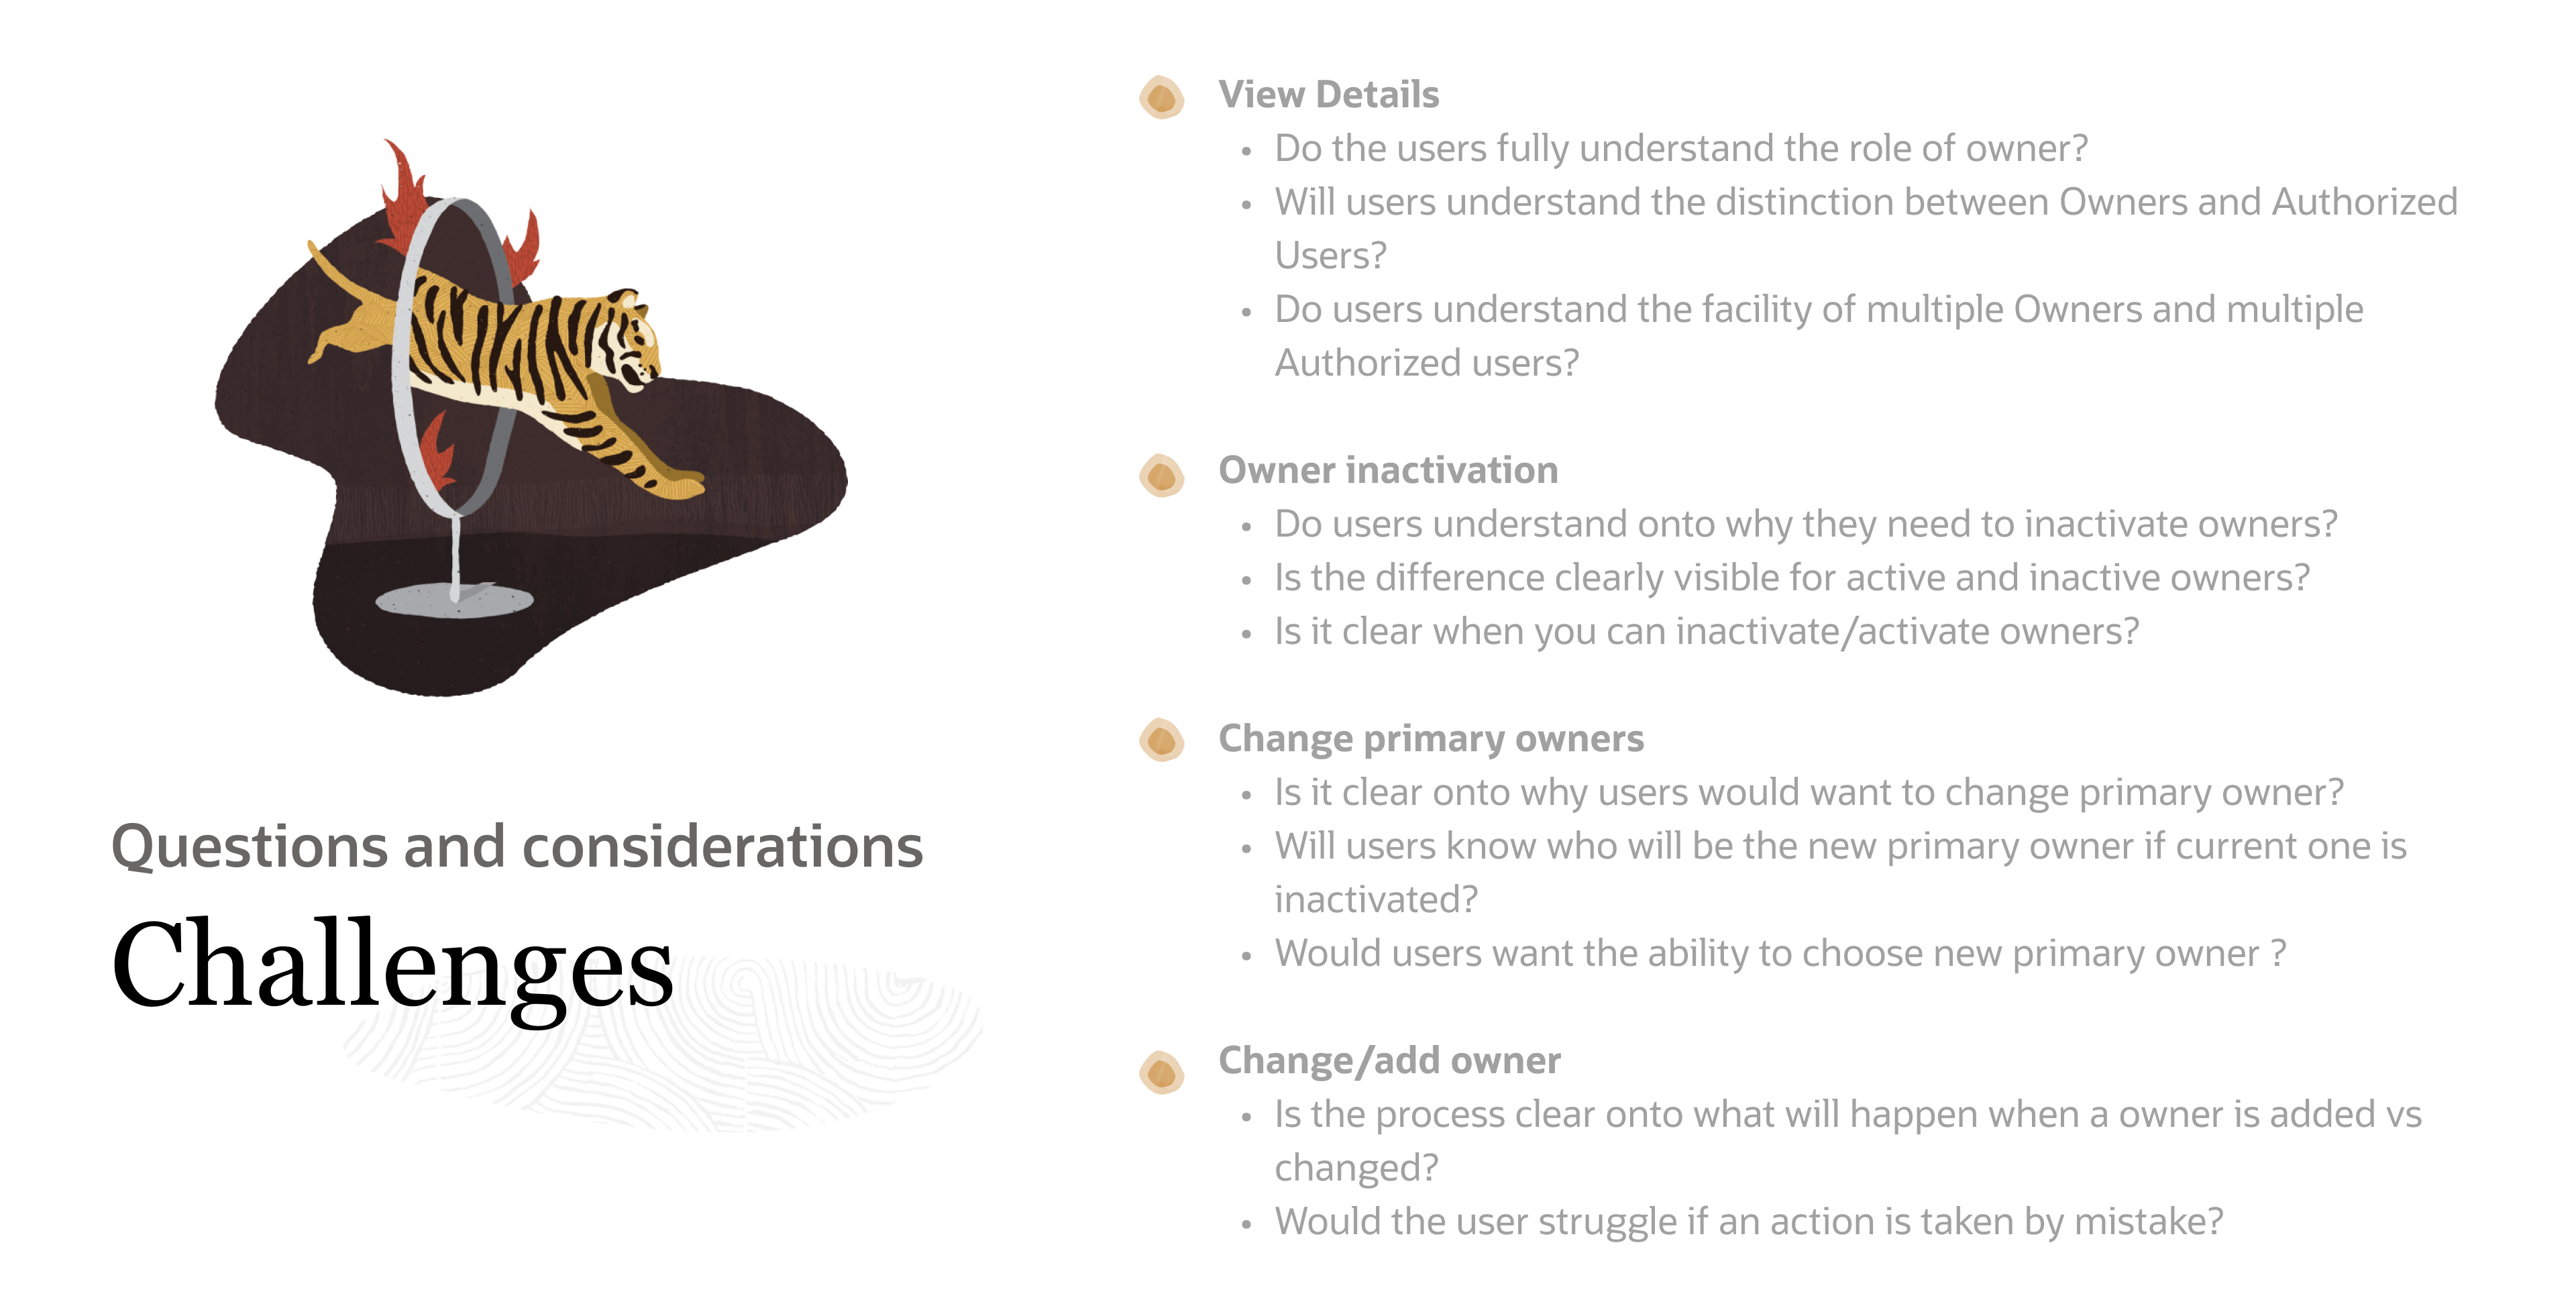 Questions and considerations
Challenges
View Details
• Do the users fully understand the role of owner?
• Will users understand the distinction between Owners and Authorized
Users?
• Do users understand the facility of multiple Owners and multiple
Authorized users?
Owner inactivation
• Do users understand onto why they need to inactivate owners?
• Is the difference clearly visible for active and inactive owners?
• Is it clear when you can inactivate/activate owners?
Change primary owners
• Is it clear onto why users would want to change primary owner?
• Will users know who will be the new primary owner if current one is
inactivated?
• Would users want the ability to choose new primary owner ?
Change/add owner
• Is the process clear onto what will happen when a owner is added vs
changed?
• Would the user struggle if an action is taken by mistake?